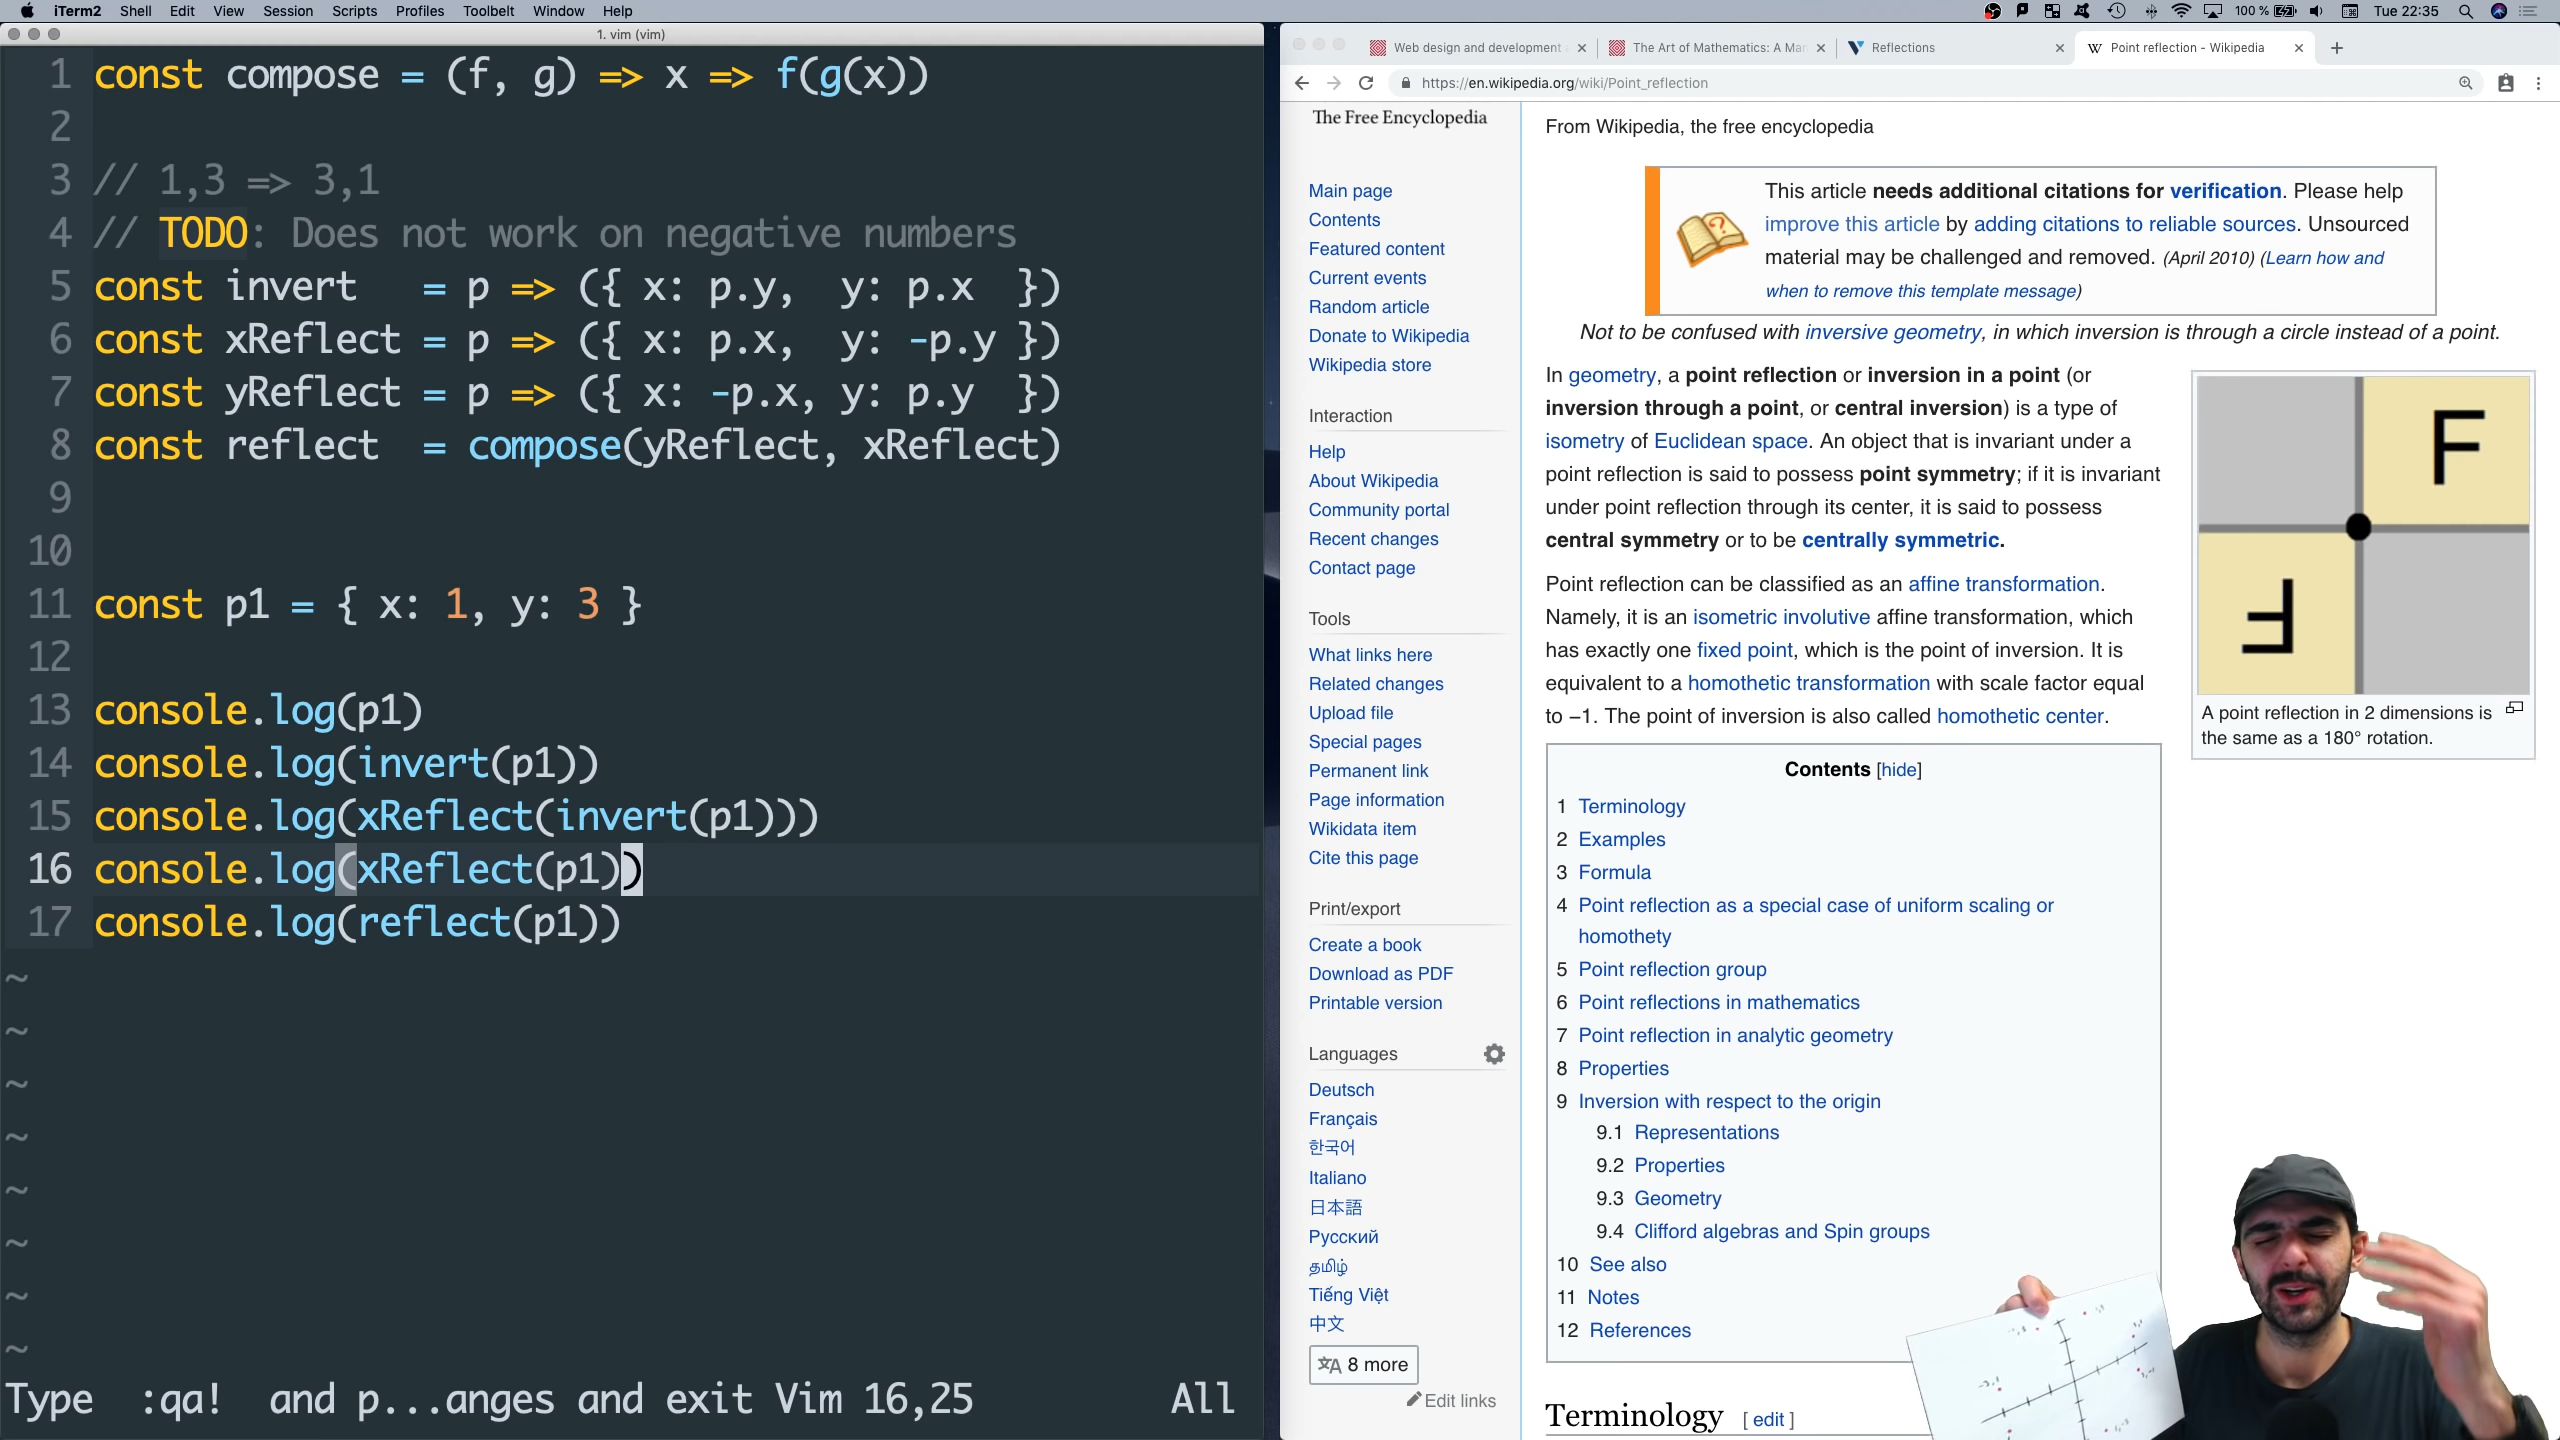 iTerm2 Shell Edit View Session Scripts Profiles Toolbelt Window Help
100 % Tue 22:35
1. vim (vim)
1 const compose = (f, g) => x => f(g(x))
2
3 // 1,3 => 3,1
4 // TODO: Does not work on negative numbers
5 const invert   = p => ({ x: p.y,  y: p.x  })
6 const xReflect = p => ({ x: p.x,  y: -p.y })
7 const yReflect = p => ({ x: -p.x, y: p.y  })
8 const reflect  = compose(yReflect, xReflect)
9
10
11 const p1 = { x: 1, y: 3 }
12
13 console.log(p1)
14 console.log(invert(p1))
15 console.log(xReflect(invert(p1)))
16 console.log(xReflect(p1))
17 console.log(reflect(p1))
~
~
~
~
~
~
~
~
Type  :qa!  and p...anges and exit Vim 16,25 All
Web design and development
The Art of Mathematics: A Ma
Reflections
W Point reflection - Wikipedia
https://en.wikipedia.org/wiki/Point_reflection
The Free Encyclopedia
Main page
Contents
Featured content
Current events
Random article
Donate to Wikipedia
Wikipedia store
Interaction
Help
About Wikipedia
Community portal
Recent changes
Contact page
Tools
What links here
Related changes
Upload file
Special pages
Permanent link
Page information
Wikidata item
Cite this page
Print/export
Create a book
Download as PDF
Printable version
Languages
Deutsch
Français
한국어
Italiano
日本語
Русский
தமிழ்
Tiếng Việt
中文
8 more
Edit links
From Wikipedia, the free encyclopedia
This article needs additional citations for verification. Please help
improve this article by adding citations to reliable sources. Unsourced
material may be challenged and removed. (April 2010) (Learn how and
when to remove this template message)
Not to be confused with inversive geometry, in which inversion is through a circle instead of a point.
In geometry, a point reflection or inversion in a point (or
inversion through a point, or central inversion) is a type of
isometry of Euclidean space. An object that is invariant under a
point reflection is said to possess point symmetry; if it is invariant
under point reflection through its center, it is said to possess
central symmetry or to be centrally symmetric.
Point reflection can be classified as an affine transformation.
Namely, it is an isometric involutive affine transformation, which
has exactly one fixed point, which is the point of inversion. It is
equivalent to a homothetic transformation with scale factor equal
to −1. The point of inversion is also called homothetic center.
F
F
A point reflection in 2 dimensions is
the same as a 180° rotation.
Contents [hide]
1 Terminology
2 Examples
3 Formula
4 Point reflection as a special case of uniform scaling or
homothety
5 Point reflection group
6 Point reflections in mathematics
7 Point reflection in analytic geometry
8 Properties
9 Inversion with respect to the origin
9.1 Representations
9.2 Properties
9.3 Geometry
9.4 Clifford algebras and Spin groups
10 See also
11 Notes
12 References
Terminology [ edit ]